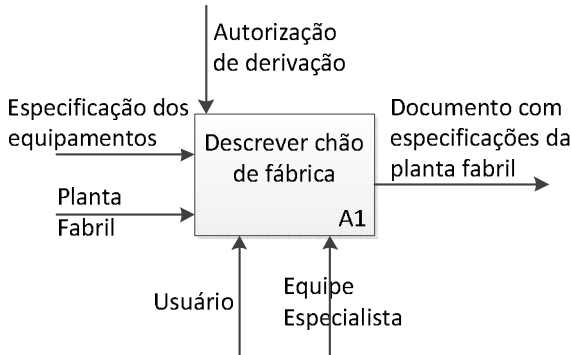 Autorização
de derivação
Especificação dos
equipamentos
Documento com
especificações da
planta fabril
Descrever chão
de fábrica
Planta
Fabril
A1
Usuário
Equipe
Especialista